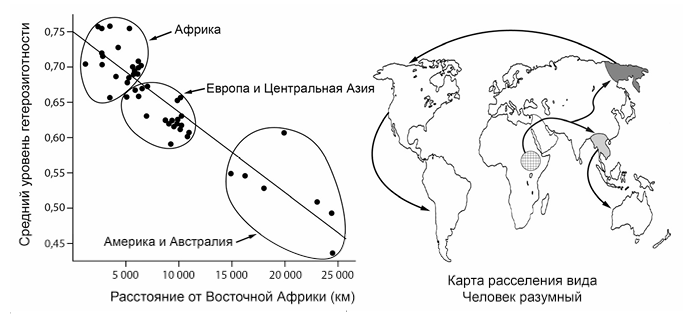 Средний уровень гетерозиготности
0,75
0,70
0,65
0,60
0,55
0,50
0,45
Африка
Европа и Центральная Азия
Америка и Австралия
5 000
10 000
15 000
20 000
25 000
Расстояние от Восточной Африки (км)
Карта расселения вида
Человек разумный